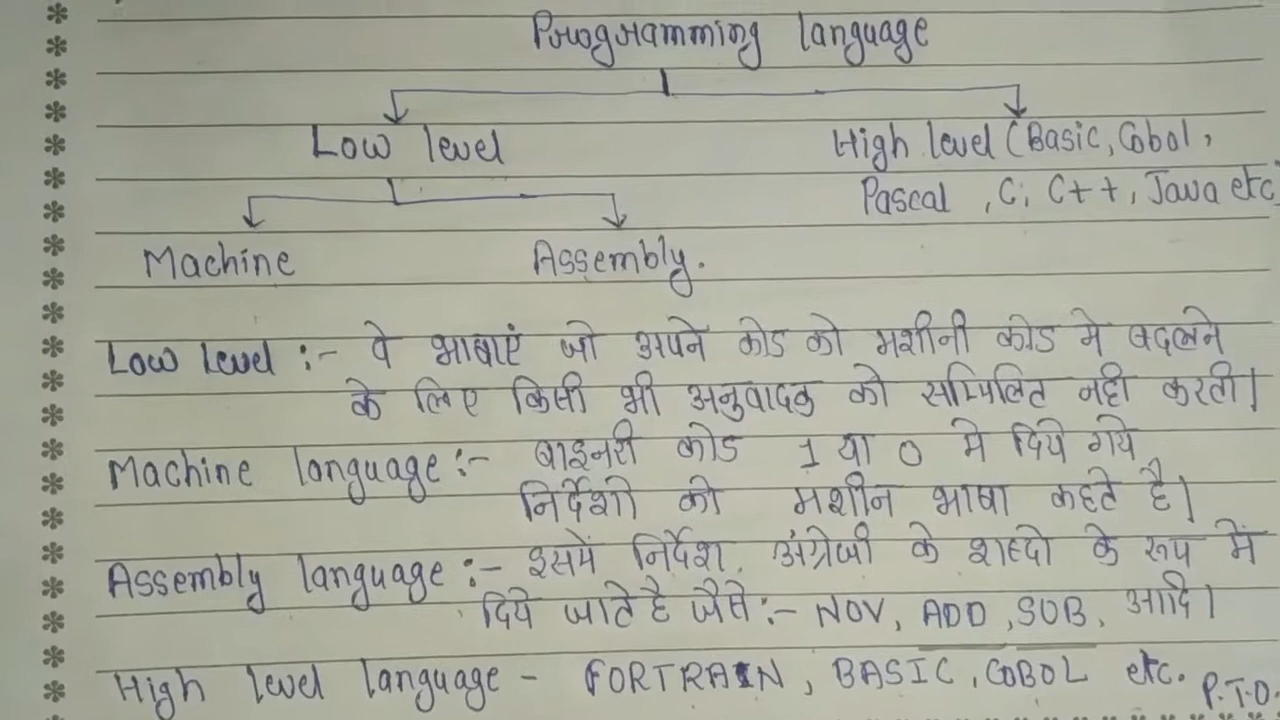 Programming language
Low level High level (Basic, Cobol,
Pascal, C, C++, Java etc
Machine Assembly.
Low level :- वे भाषाएं जो अपने कोड को मशीनी कोड मे बदलने
के लिए किसी भी अनुवादक को सम्मिलित नही करती।
Machine language :- बाइनरी कोड 1 या 0 मे दिये गये
निर्देशो को मशीन भाषा कहते है।
Assembly language :- इसमें निर्देश अंग्रेजी के शब्दो के रूप में
दिये जाते है जैसे :- NOV, ADD, SUB, आदि।
High level language - FORTRAIN, BASIC, COBOL etc. P.T.O.